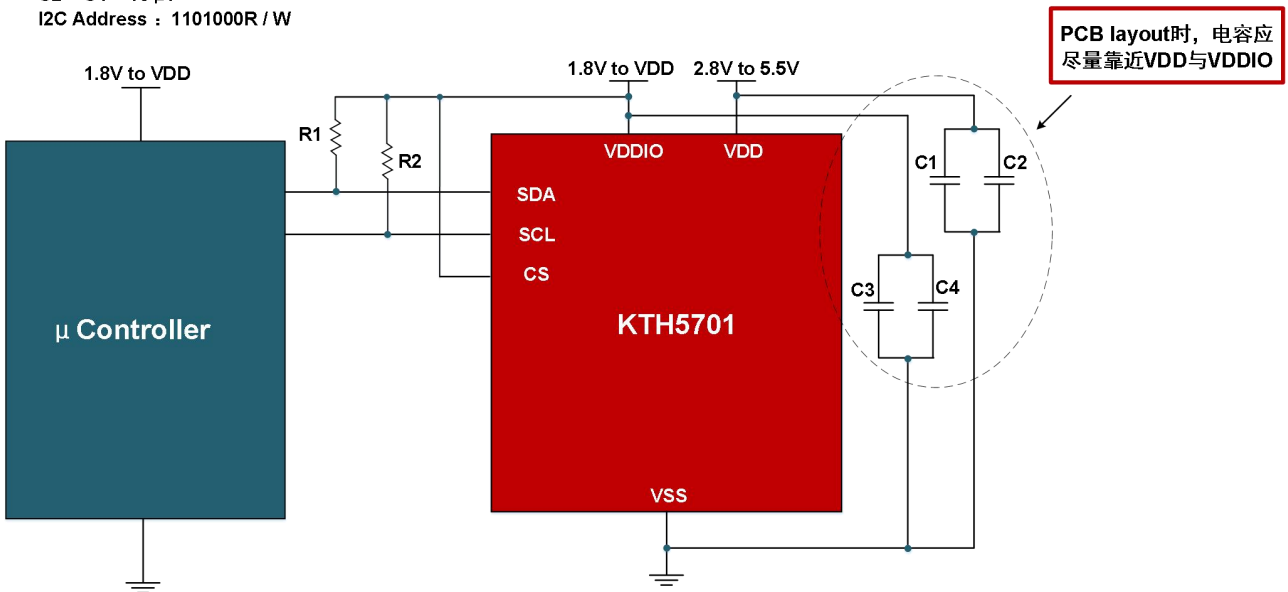 I2C Address : 1101000R / W
PCB layout时，电容应
尽量靠近VDD与VDDIO
1.8V to VDD
1.8V to VDD
2.8V to 5.5V
R1
R2
VDDIO
VDD
C1
C2
SDA
SCL
CS
C3
C4
μ Controller
KTH5701
VSS